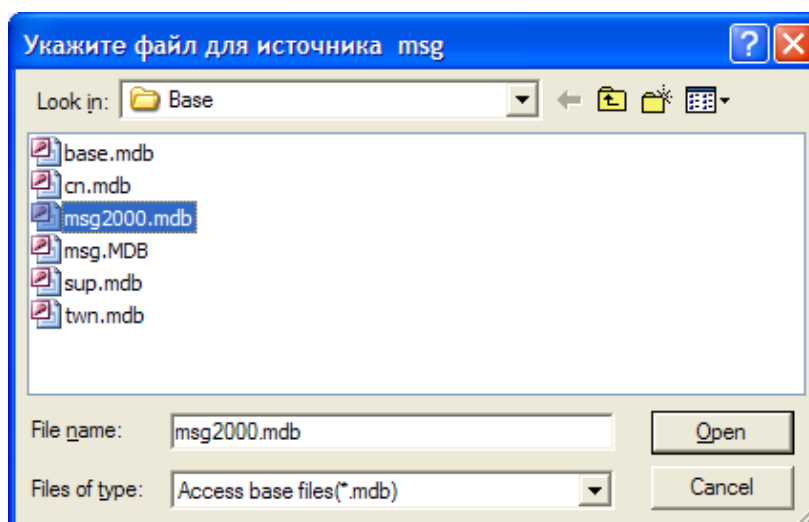 Укажите файл для источника msg
Look in: Base
base.mdb
cn.mdb
msg2000.mdb
msg.MDB
sup.mdb
twn.mdb
File name: msg2000.mdb Open
Files of type: Access base files(*.mdb) Cancel